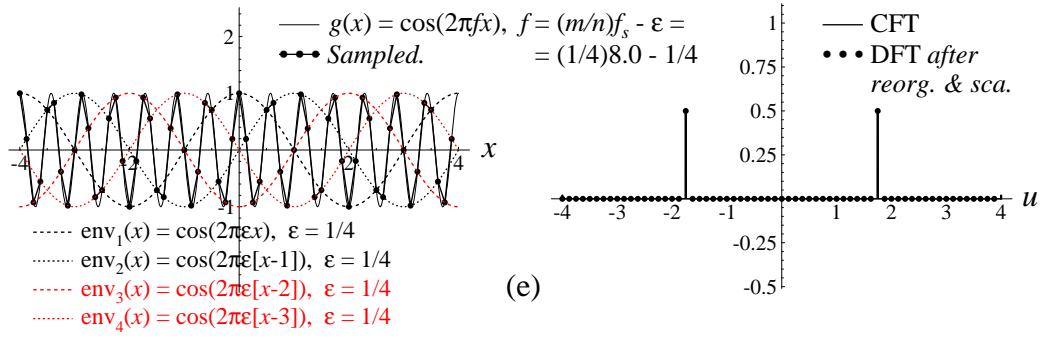 g(x) = cos(2πfx), f = (m/n)fₛ - ε =
Sampled. = (1/4)8.0 - 1/4
2
1
-1
-4 -2 2 4 x
env₁(x) = cos(2πεx), ε = 1/4
env₂(x) = cos(2πε[x-1]), ε = 1/4
env₃(x) = cos(2πε[x-2]), ε = 1/4
env₄(x) = cos(2πε[x-3]), ε = 1/4
(e)
CFT
DFT after
reorg. & sca.
1
0.75
0.5
0.25
-0.25
-0.5
-4 -3 -2 -1 1 2 3 4 u